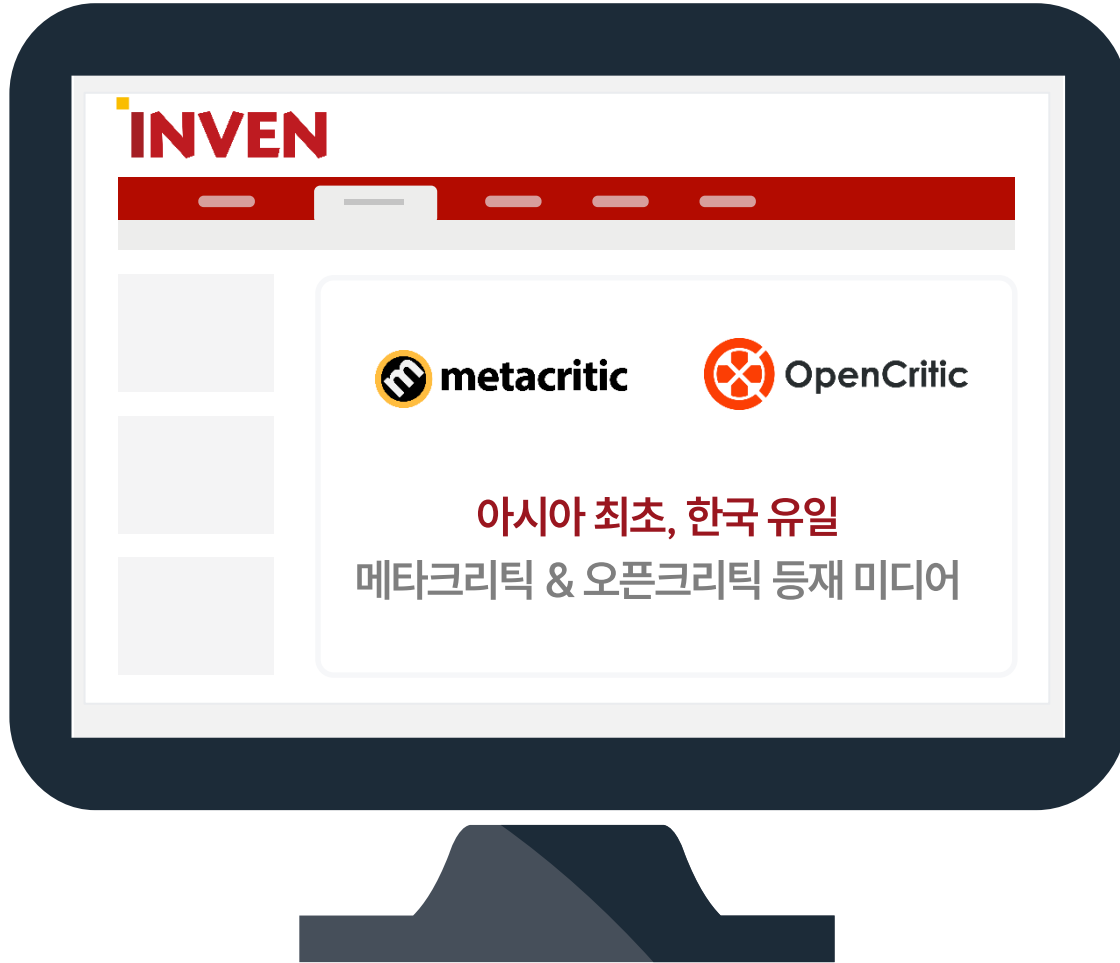 INVEN
metacritic
OpenCritic
아시아 최초, 한국 유일
메타크리틱 & 오픈크리틱 등재 미디어